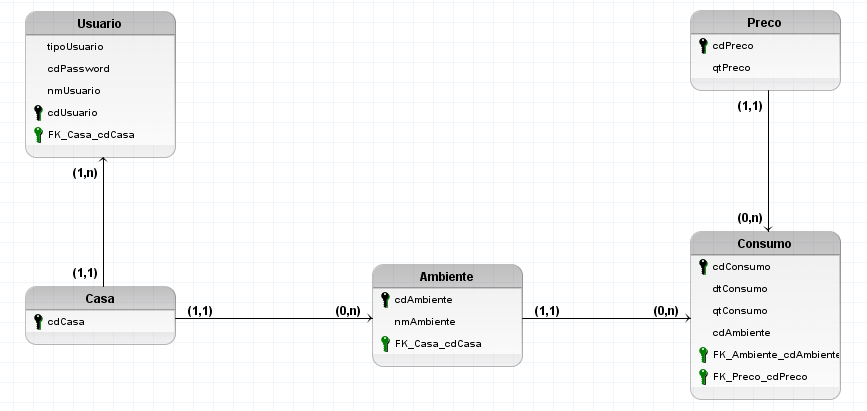 Usuario
tipoUsuario
cdPassword
nmUsuario
cdUsuario
FK_Casa_cdCasa
(1,n)
(1,1)
Casa
cdCasa
(1,1)
(0,n)
Ambiente
cdAmbiente
nmAmbiente
FK_Casa_cdCasa
(1,1)
(0,n)
Preco
cdPreco
qtPreco
(1,1)
(0,n)
Consumo
cdConsumo
dtConsumo
qtConsumo
cdAmbiente
FK_Ambiente_cdAmbiente
FK_Preco_cdPreco